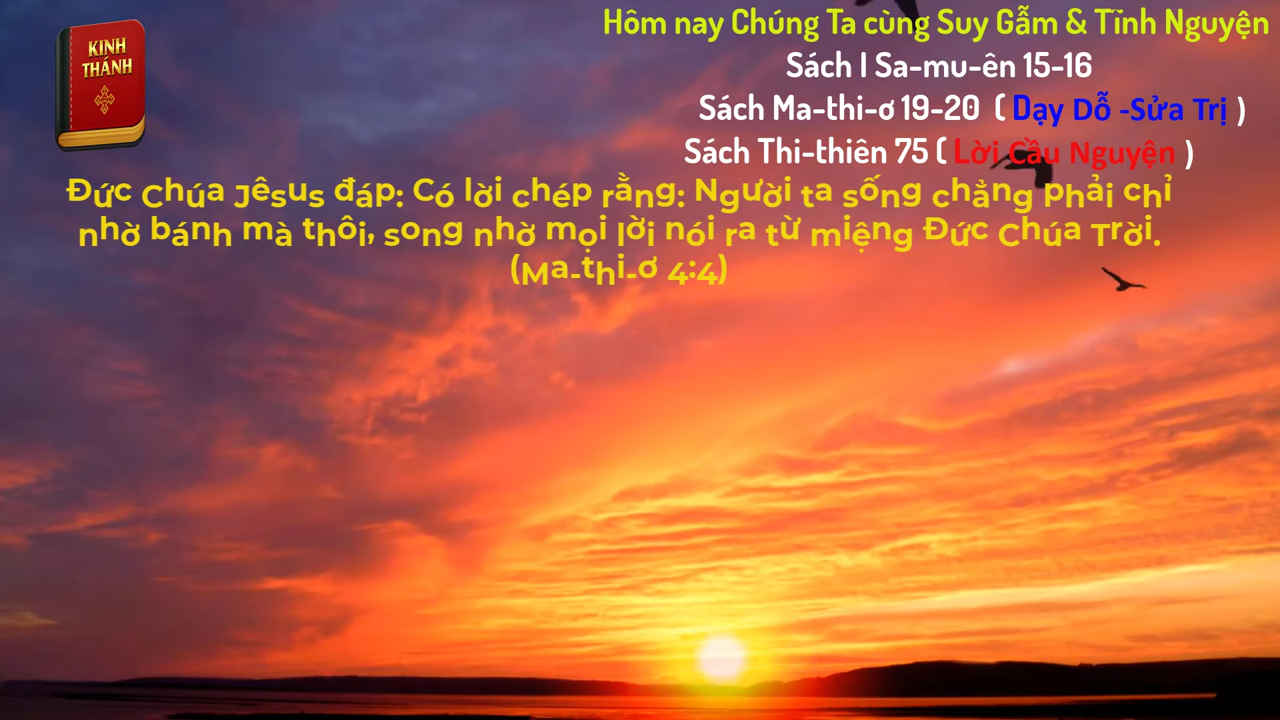 KINH
THÁNH
Hôm nay Chúng Ta cùng Suy Gẫm & Tĩnh Nguyện
Sách I Sa-mu-ên 15-16
Sách Ma-thi-ơ 19-20 ( Dạy Dỗ -Sửa Trị )
Sách Thi-thiên 75 ( Lời Cầu Nguyện )
Đức Chúa Jêsus đáp: Có lời chép rằng: Người ta sống chẳng phải chỉ
nhờ bánh mà thôi, song nhờ mọi lời nói ra từ miệng Đức Chúa Trời.
(Ma-thi-ơ 4:4)